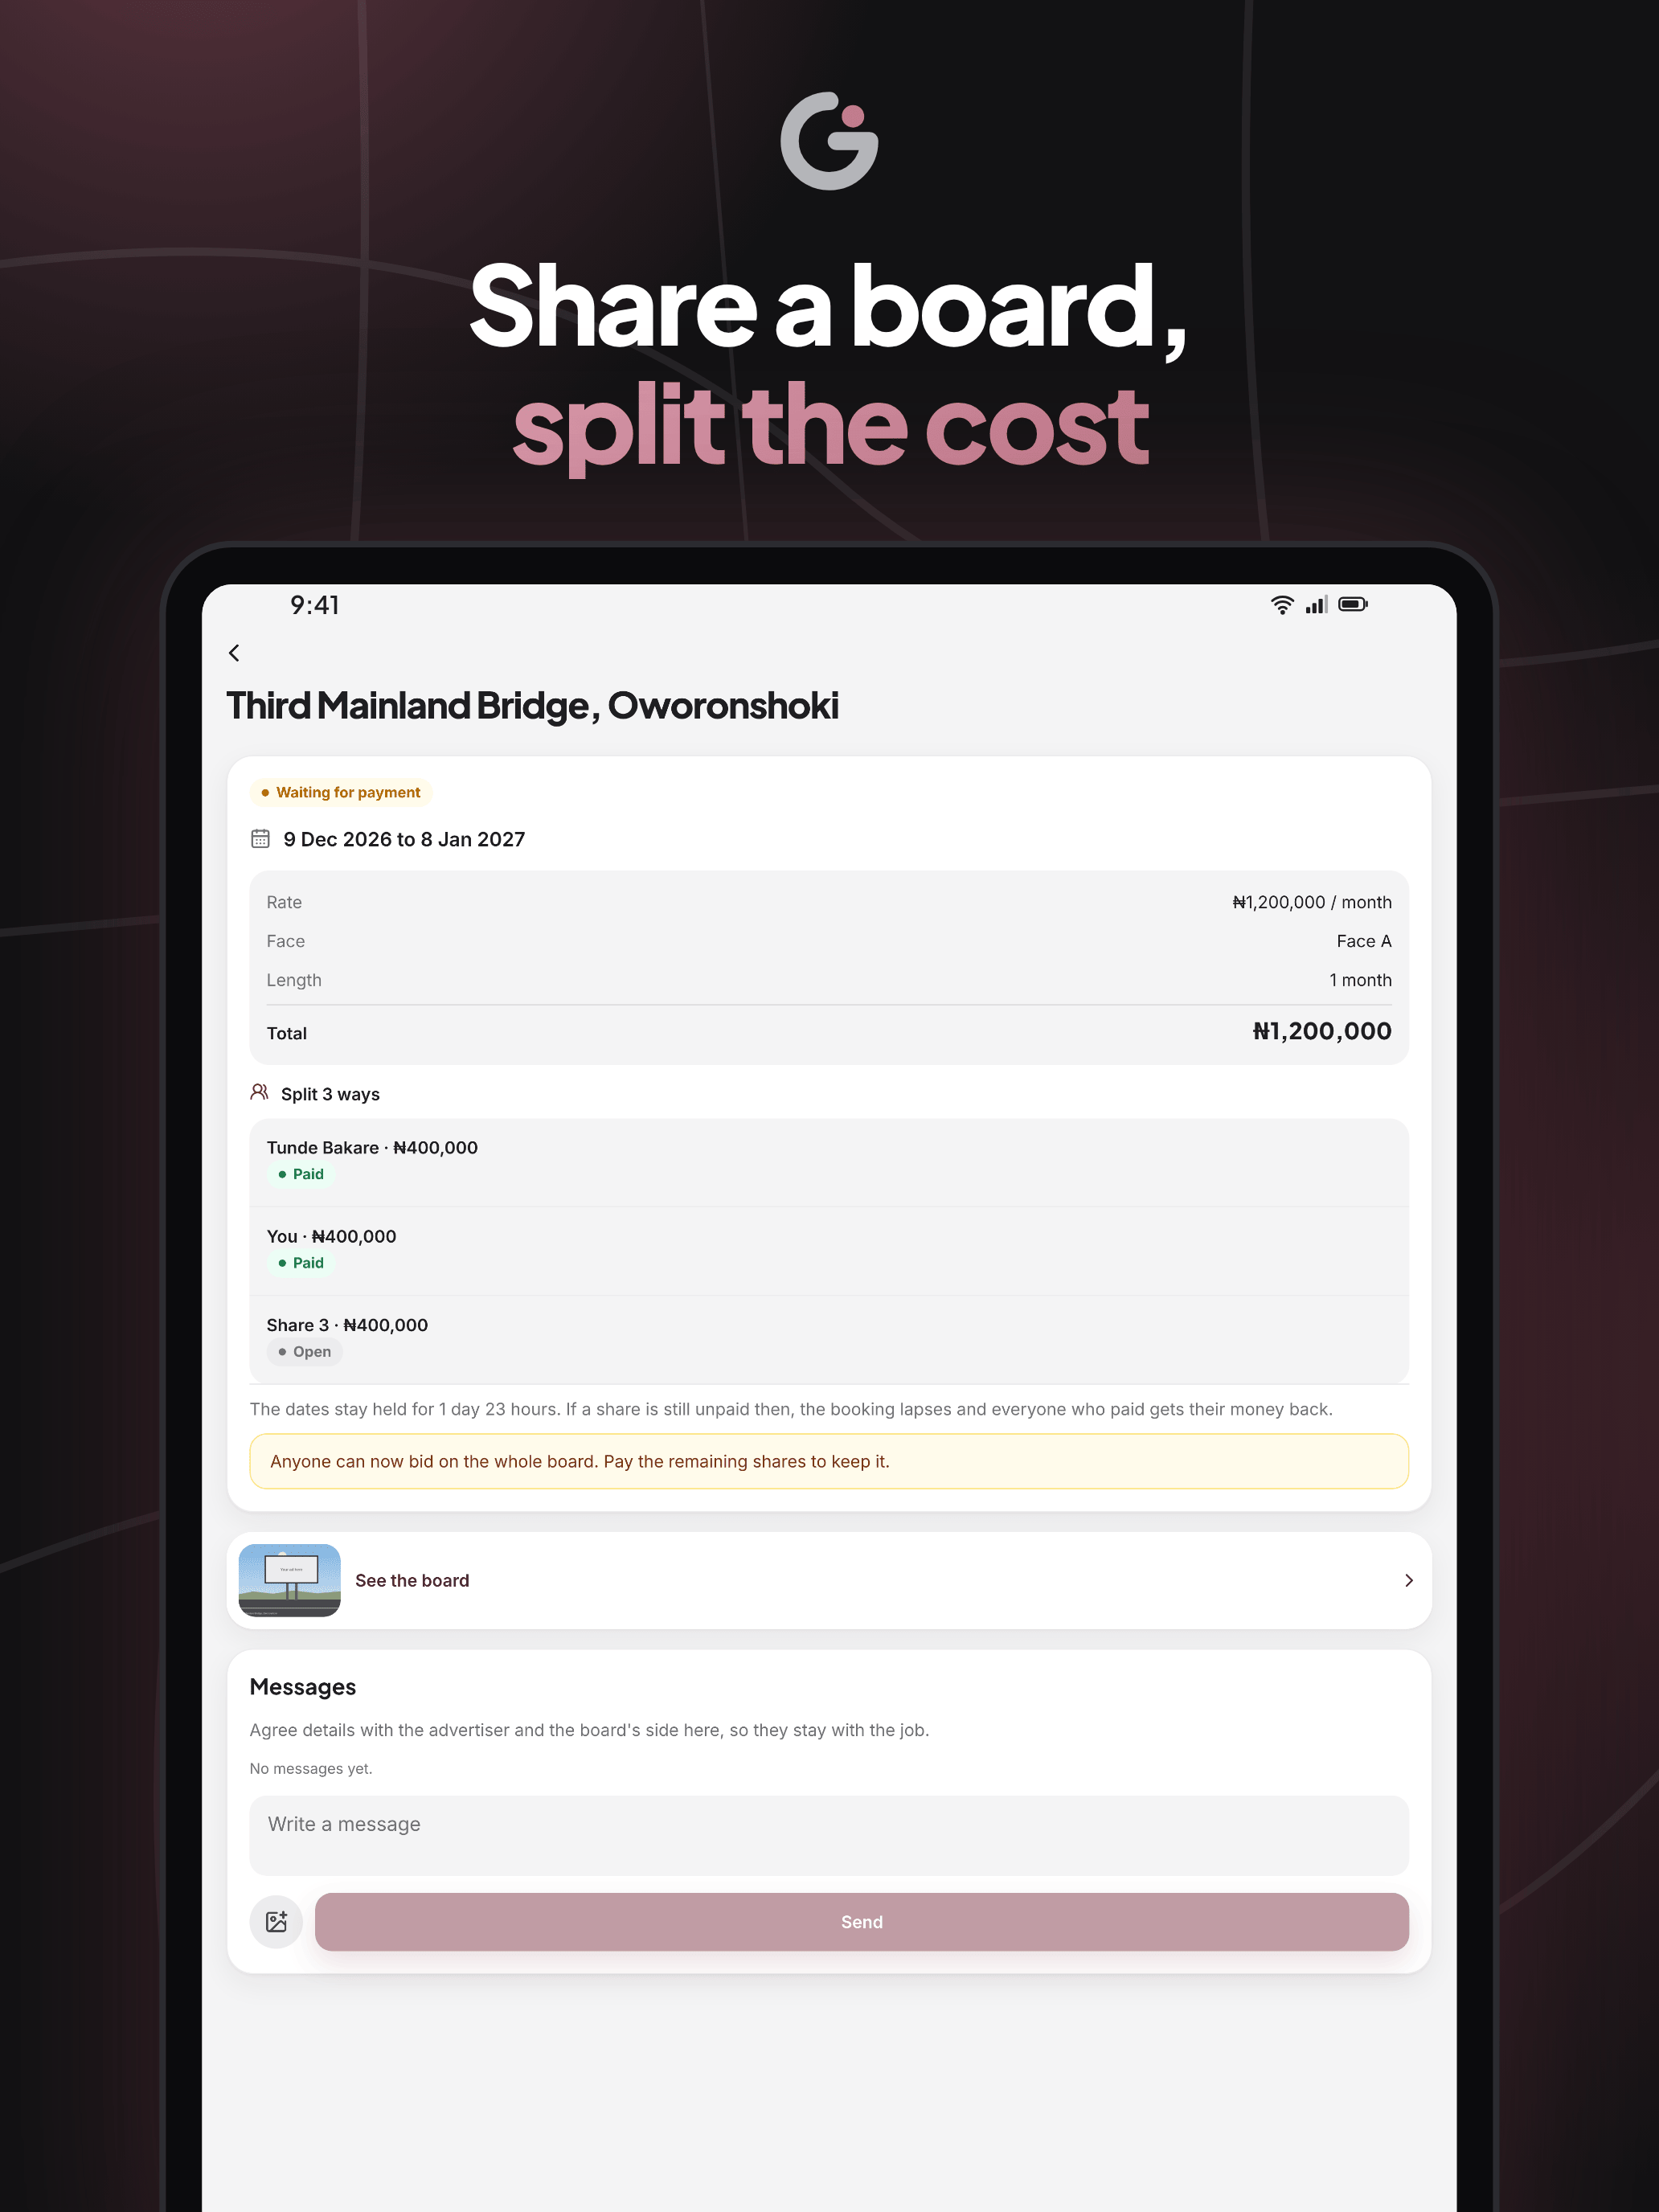 Share a board,
split the cost
9:41
Third Mainland Bridge, Oworonshoki
Waiting for payment
9 Dec 2026 to 8 Jan 2027
Rate ₦1,200,000 / month
Face Face A
Length 1 month
Total ₦1,200,000
Split 3 ways
Tunde Bakare · ₦400,000
Paid
You · ₦400,000
Paid
Share 3 · ₦400,000
Open
The dates stay held for 1 day 23 hours. If a share is still unpaid then, the booking lapses and everyone who paid gets their money back.
Anyone can now bid on the whole board. Pay the remaining shares to keep it.
Your ad here
See the board
Messages
Agree details with the advertiser and the board's side here, so they stay with the job.
No messages yet.
Write a message
Send